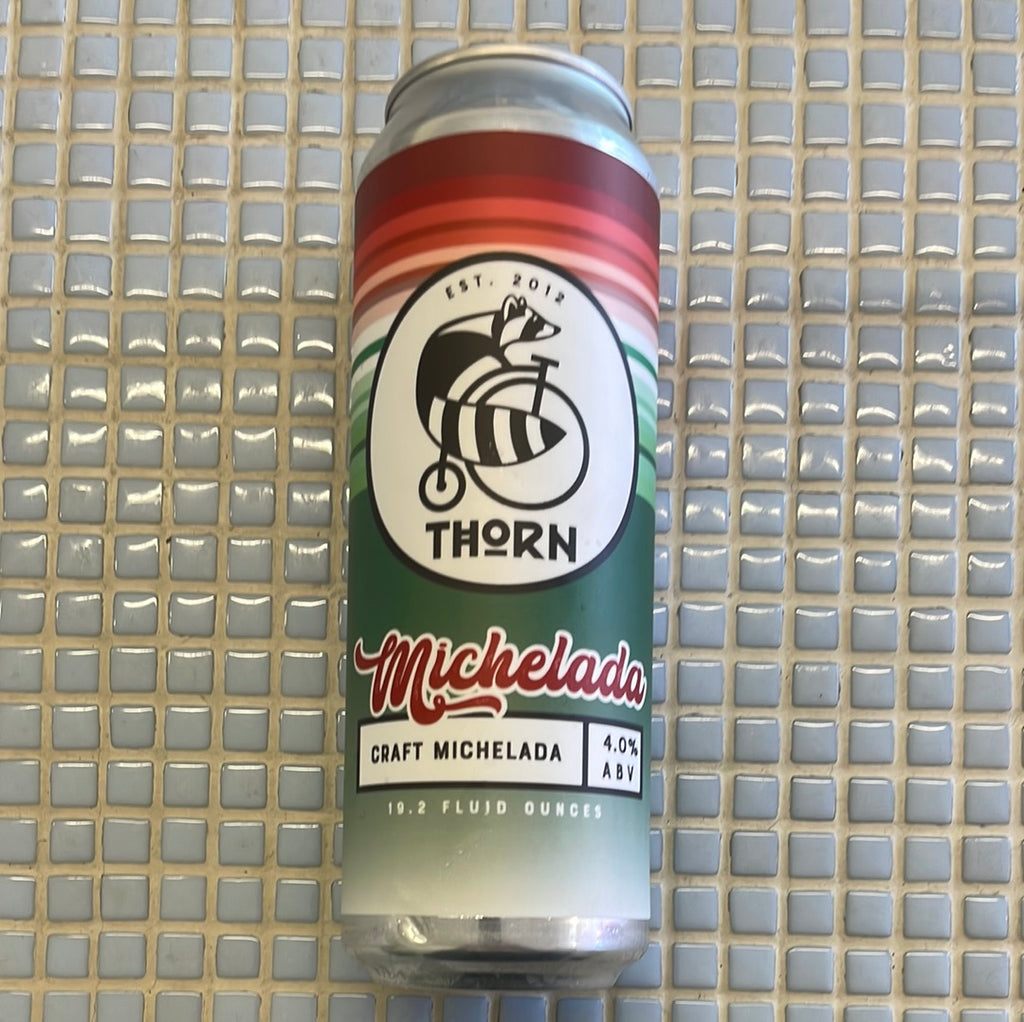 EST. 2012
THORN
Michelada
CRAFT MICHELADA
4.0%
ABV
19.2 FLUID OUNCES